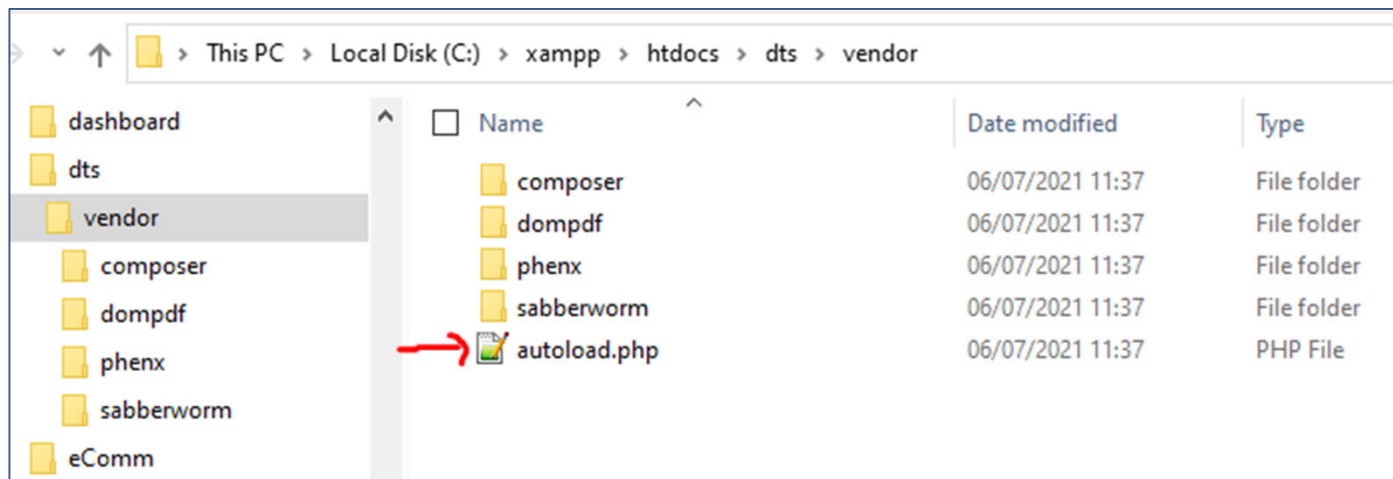 This PC > Local Disk (C:) > xampp > htdocs > dts > vendor
dashboard
dts
vendor
composer
dompdf
phenx
sabberworm
eComm
Name Date modified Type
composer 06/07/2021 11:37 File folder
dompdf 06/07/2021 11:37 File folder
phenx 06/07/2021 11:37 File folder
sabberworm 06/07/2021 11:37 File folder
autoload.php 06/07/2021 11:37 PHP File